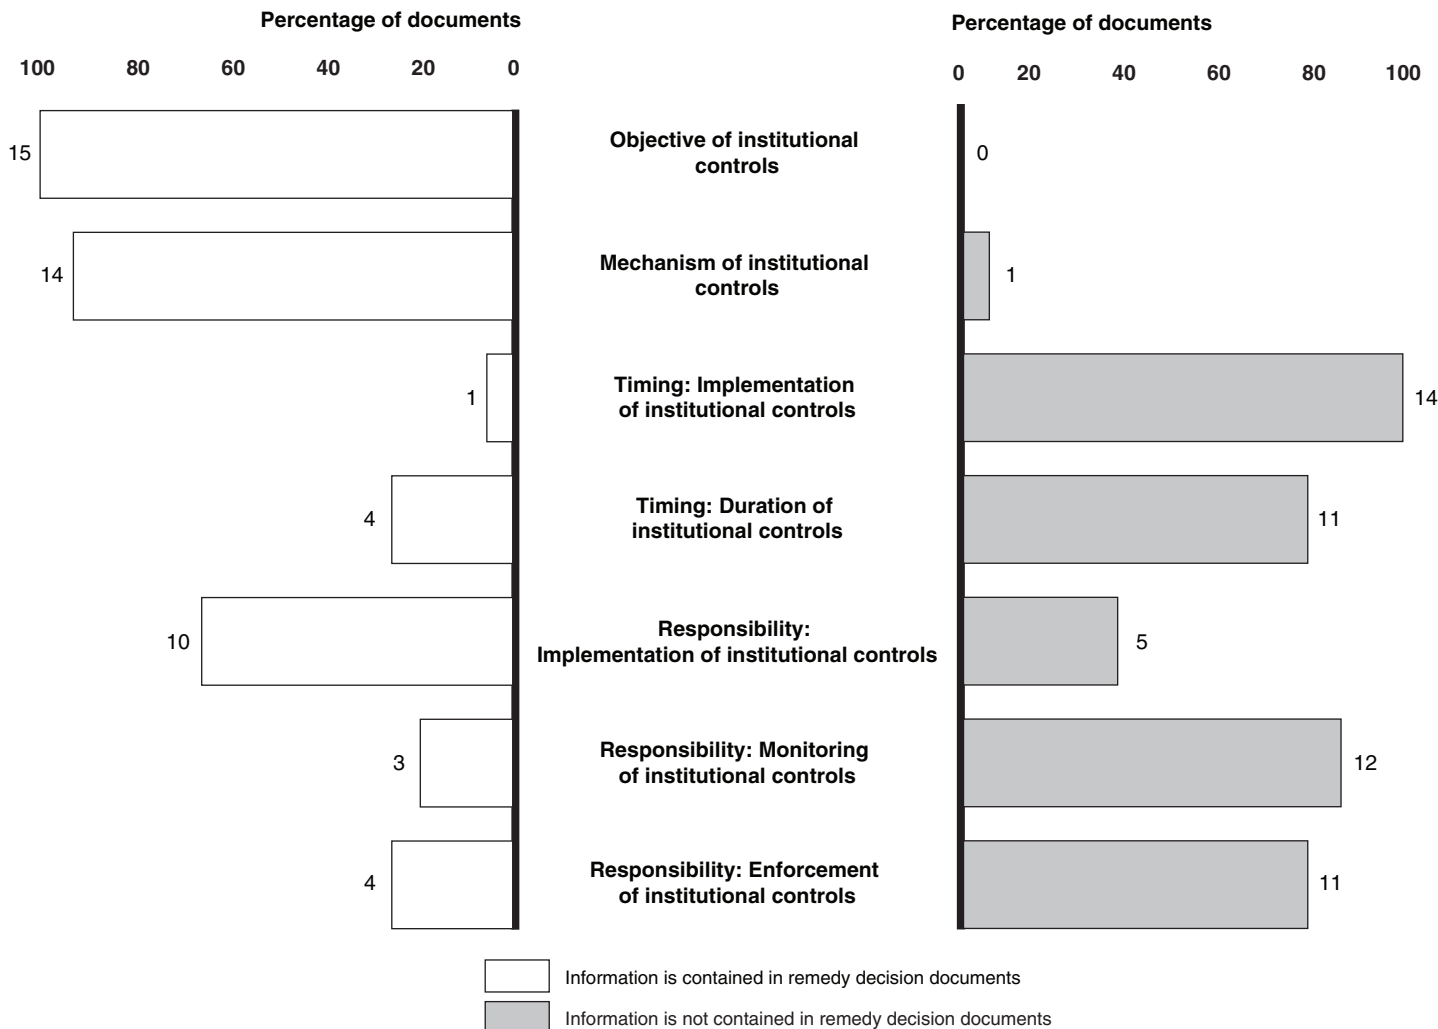 Percentage of documents
Percentage of documents
100 80 60 40 20 0
0 20 40 60 80 100
15
Objective of institutional
controls
0
14
Mechanism of institutional
controls
1
1
Timing: Implementation
of institutional controls
14
4
Timing: Duration of
institutional controls
11
10
Responsibility:
Implementation of institutional controls
5
3
Responsibility: Monitoring
of institutional controls
12
4
Responsibility: Enforcement
of institutional controls
11
Information is contained in remedy decision documents
Information is not contained in remedy decision documents